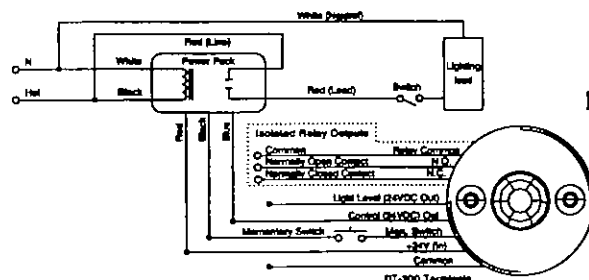 White (Neutral)
Red (Line)
N
White
Power Pack
Lighting
load
Hot
Black
Red (Load)
Switch
Red
Black
Blue
Isolated Relay Outputs
Common
Relay Common
Normally Open Contact
N.O.
Normally Closed Contact
N.C.
Light Level (24VDC Out)
Control (24VDC) Out
Momentary Switch
Man. Switch
+24V (In)
Common
DT-300 Terminals